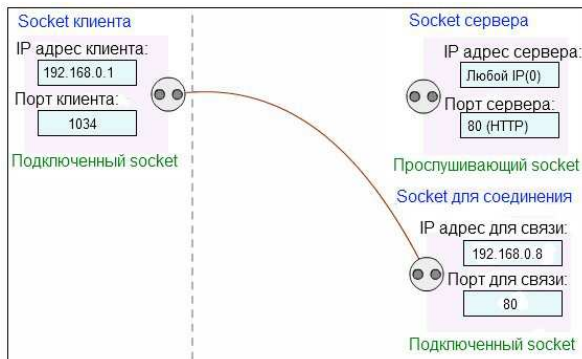 Socket клиента
IP адрес клиента:
192.168.0.1
Порт клиента:
1034
Подключенный socket
Socket сервера
IP адрес сервера:
Любой IP(0)
Порт сервера:
80 (HTTP)
Прослушивающий socket
Socket для соединения
IP адрес для связи:
192.168.0.8
Порт для связи:
80
Подключенный socket